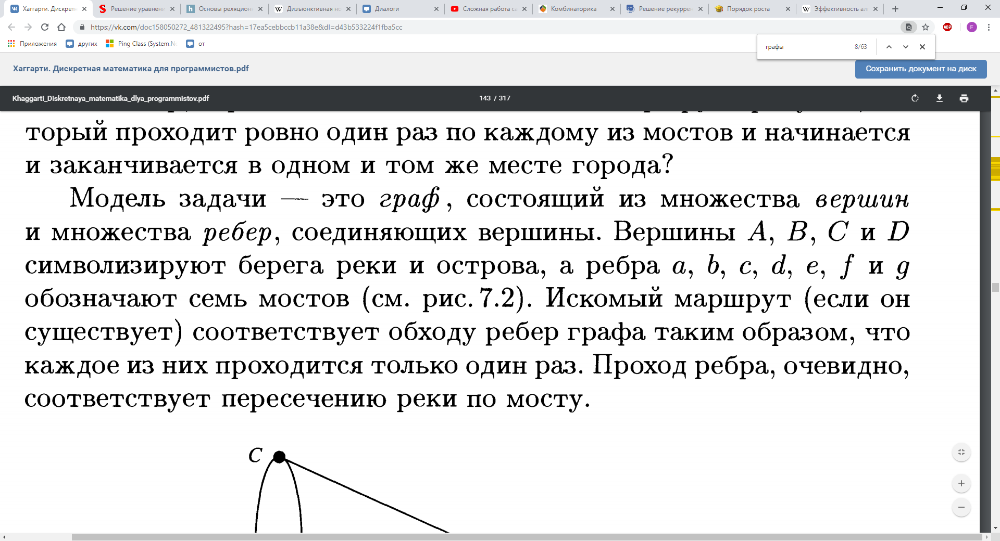 Хаггарти. Дискретн
Решение уравнени
Основы реляцион
Дизъюнктивная но
Диалоги
Сложная работа са
Комбинаторика
Решение рекурре
Порядок роста
Эффективность ал
https://vk.com/doc158050272_481322495?hash=17ea5cebbccb11a38e&dl=d43b533224f1fba5cc
ABP
F
Приложения
других
Ping Class (System.Ne
от
графы
8/63
Хаггарти. Дискретная математика для программистов.pdf
Сохранить документ на диск
Khaggarti_Diskretnaya_matematika_dlya_programmistov.pdf
143 / 317
торый проходит ровно один раз по каждому из мостов и начинается
и заканчивается в одном и том же месте города?
Модель задачи — это граф, состоящий из множества вершин
и множества ребер, соединяющих вершины. Вершины A, B, C и D
символизируют берега реки и острова, а ребра a, b, c, d, e, f и g
обозначают семь мостов (см. рис. 7.2). Искомый маршрут (если он
существует) соответствует обходу ребер графа таким образом, что
каждое из них проходится только один раз. Проход ребра, очевидно,
соответствует пересечению реки по мосту.
C